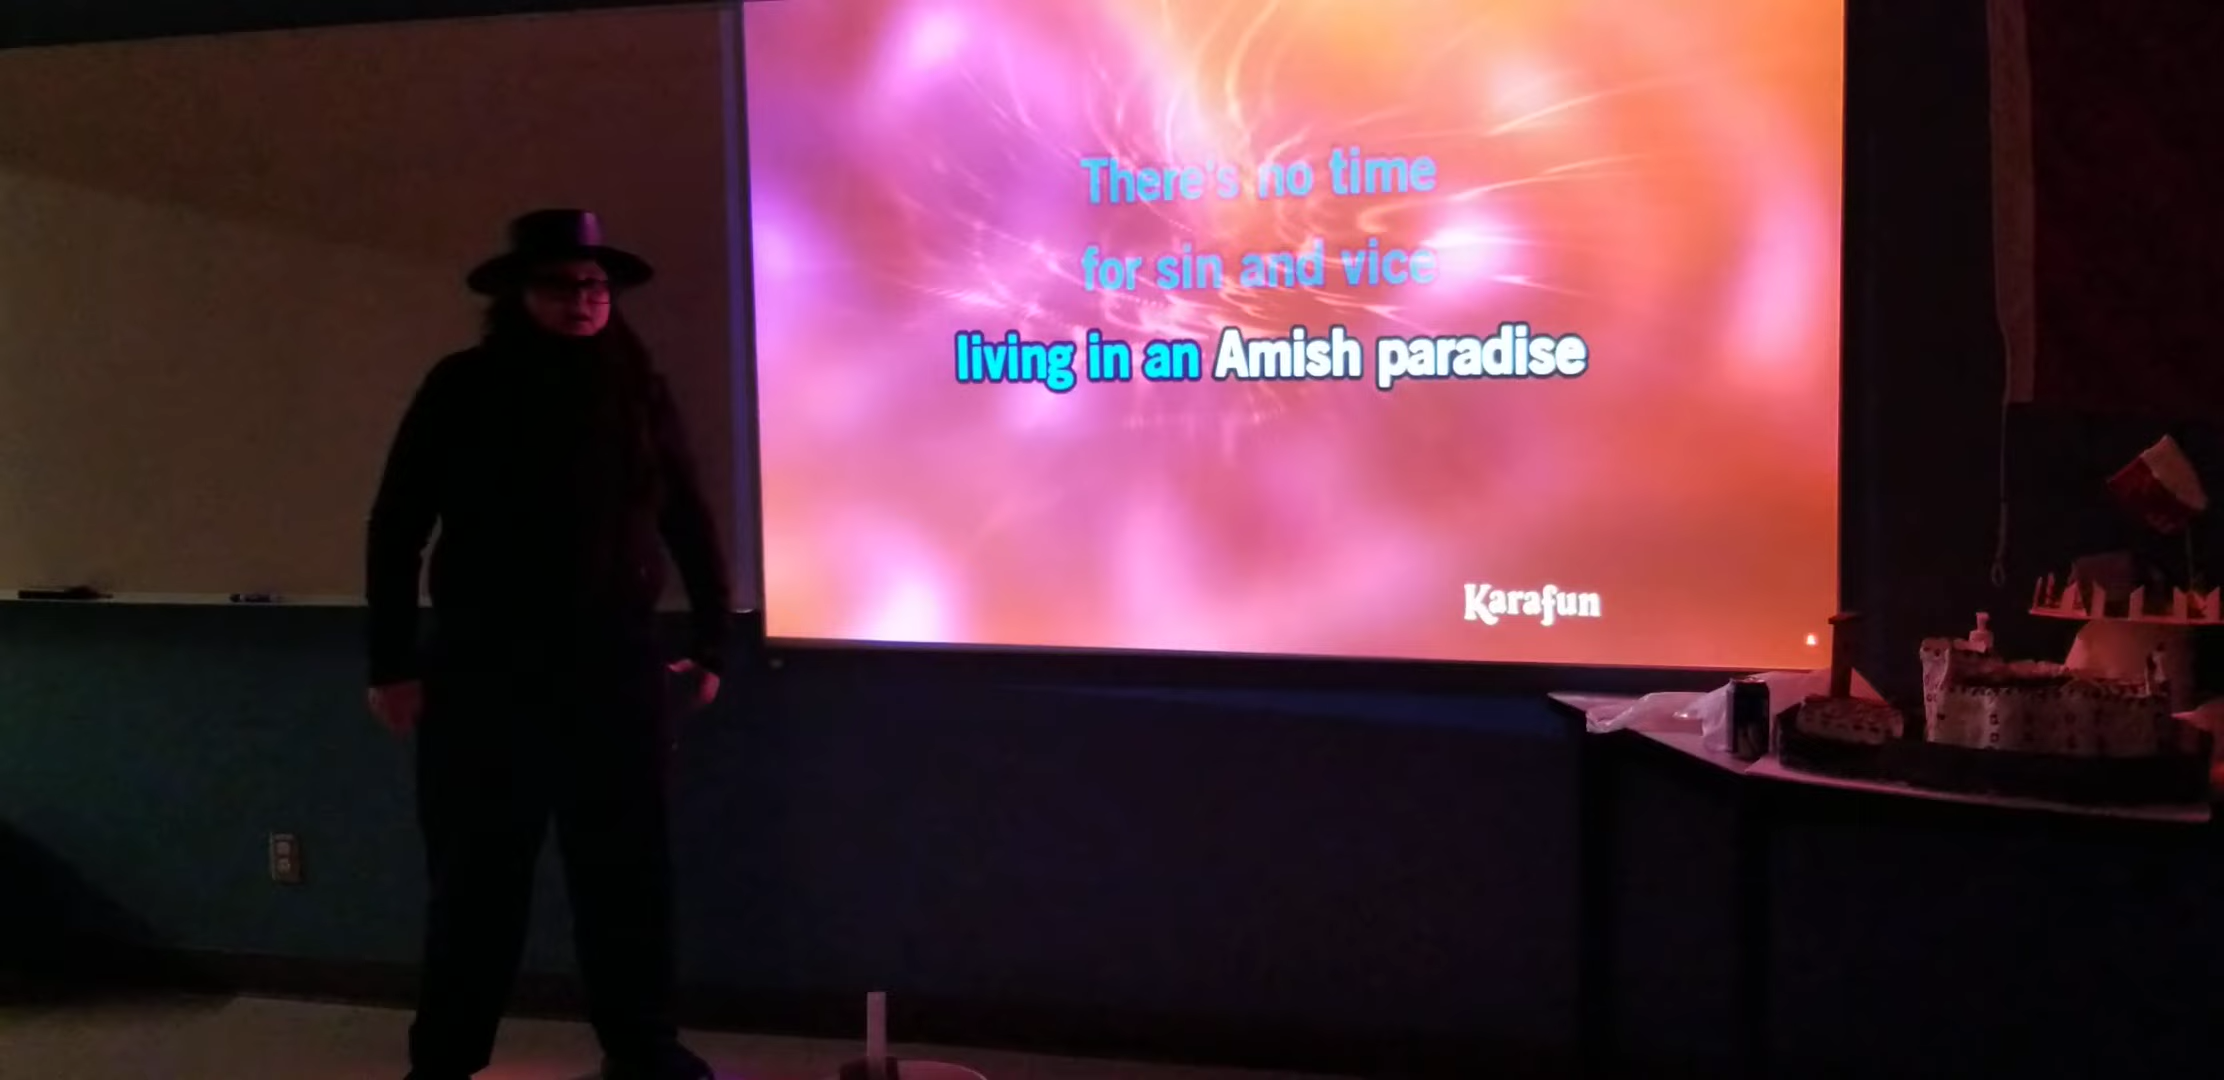 There's no time
for sin and vice
living in an Amish paradise
Karafun